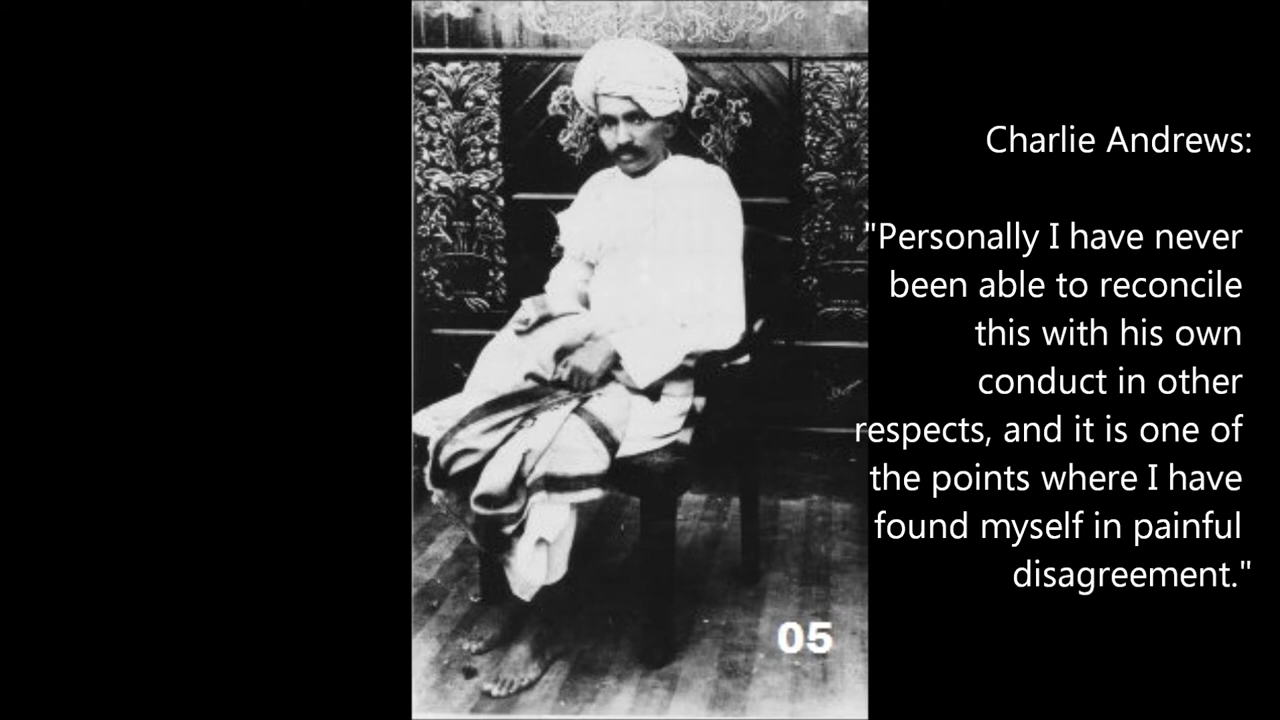 Charlie Andrews:
"Personally I have never
been able to reconcile
this with his own
conduct in other
respects, and it is one of
the points where I have
found myself in painful
disagreement."
05